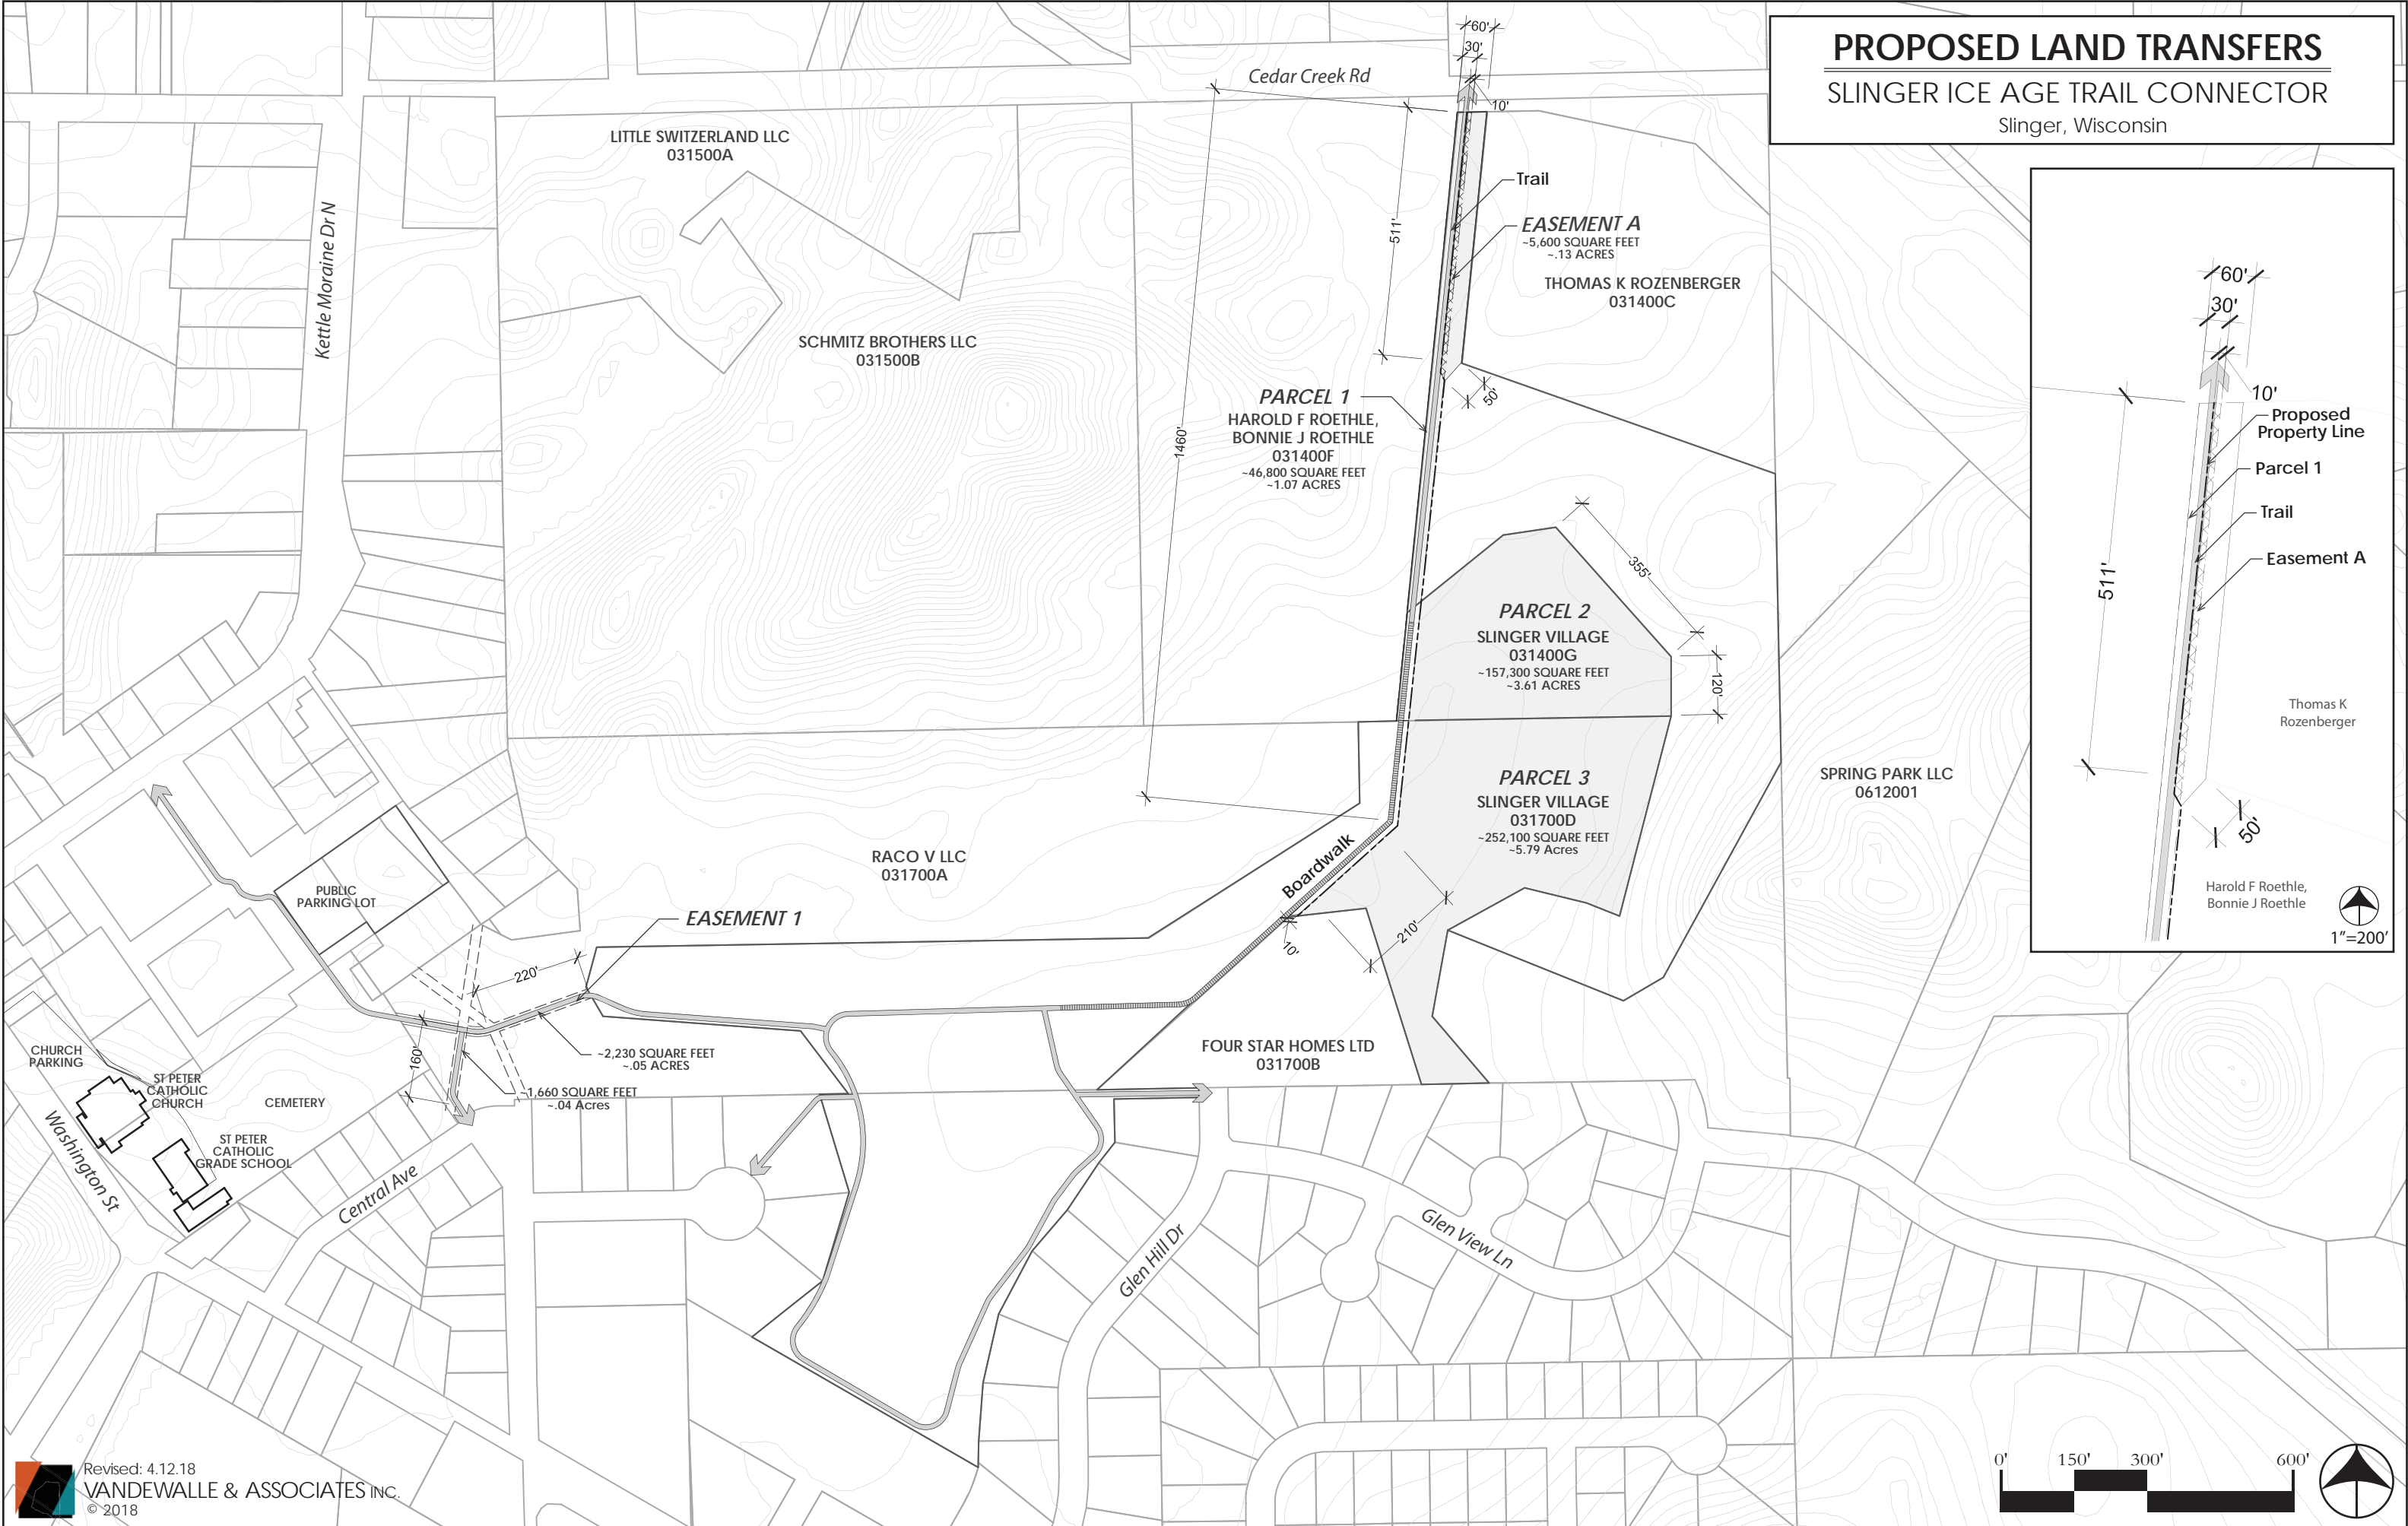 PROPOSED LAND TRANSFERS
SLINGER ICE AGE TRAIL CONNECTOR
Slinger, Wisconsin
60'
30'
10'
Cedar Creek Rd
Trail
EASEMENT A
~5,600 SQUARE FEET
~.13 ACRES
THOMAS K ROZENBERGER
031400C
511'
50'
1460'
LITTLE SWITZERLAND LLC
031500A
Kettle Moraine Dr N
SCHMITZ BROTHERS LLC
031500B
PARCEL 1
HAROLD F ROETHLE,
BONNIE J ROETHLE
031400F
~46,800 SQUARE FEET
~1.07 ACRES
355'
PARCEL 2
SLINGER VILLAGE
031400G
~157,300 SQUARE FEET
~3.61 ACRES
120'
PARCEL 3
SLINGER VILLAGE
031700D
~252,100 SQUARE FEET
~5.79 Acres
SPRING PARK LLC
0612001
RACO V LLC
031700A
Boardwalk
10'
210'
PUBLIC
PARKING LOT
EASEMENT 1
220'
160'
~2,230 SQUARE FEET
~.05 ACRES
~1,660 SQUARE FEET
~.04 Acres
FOUR STAR HOMES LTD
031700B
CHURCH
PARKING
ST PETER
CATHOLIC
CHURCH
CEMETERY
ST PETER
CATHOLIC
GRADE SCHOOL
Washington St
Central Ave
Glen Hill Dr
Glen View Ln
60'
30'
10'
Proposed
Property Line
Parcel 1
Trail
Easement A
511'
Thomas K
Rozenberger
50'
Harold F Roethle,
Bonnie J Roethle
1"=200'
Revised: 4.12.18
VANDEWALLE & ASSOCIATES INC.
© 2018
0' 150' 300' 600'